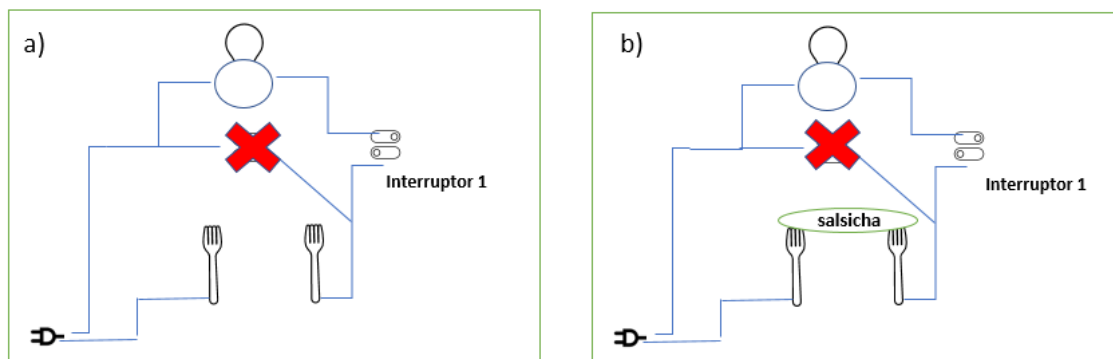 a)
Interruptor 1
b)
Interruptor 1
salsicha